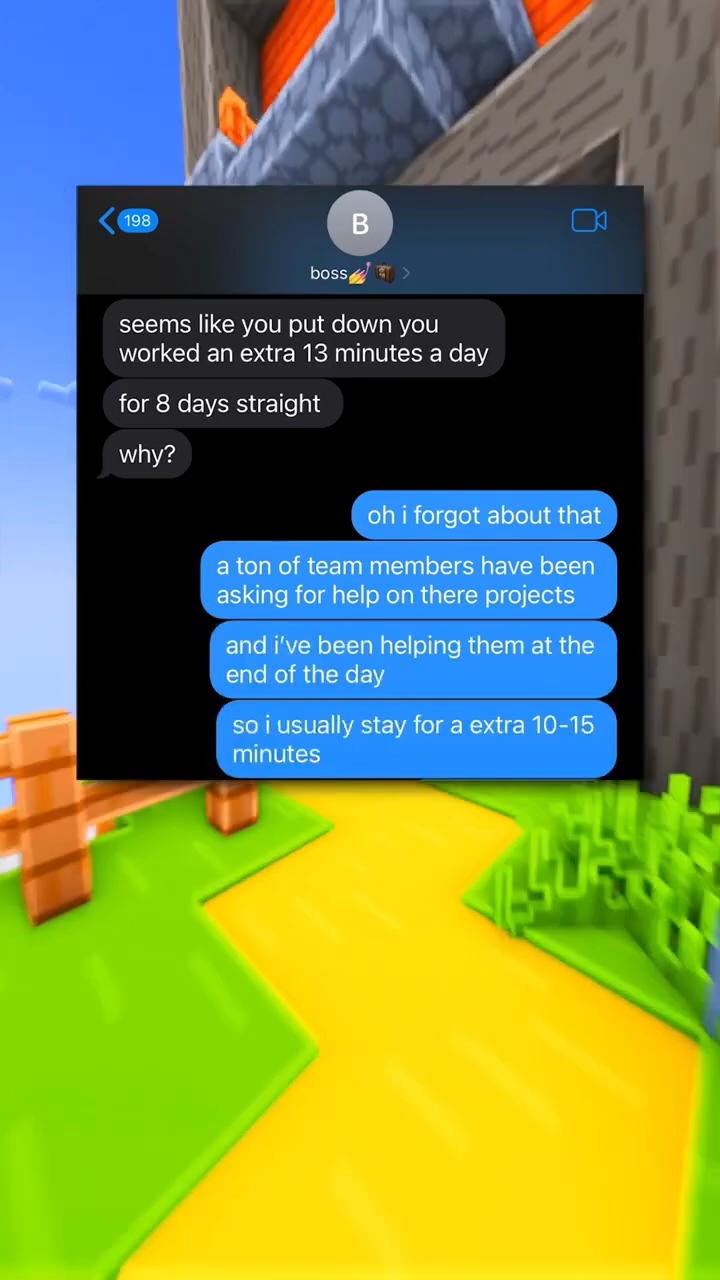 198
B
boss💅💼
seems like you put down you
worked an extra 13 minutes a day
for 8 days straight
why?
oh i forgot about that
a ton of team members have been
asking for help on there projects
and i've been helping them at the
end of the day
so i usually stay for a extra 10-15
minutes